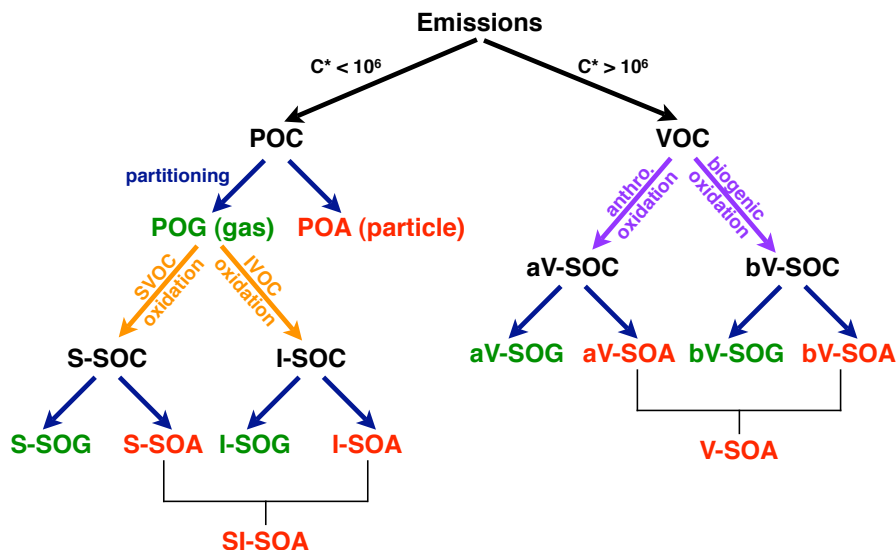 Emissions
C* < 10⁶
C* > 10⁶
POC
VOC
partitioning
anthro.
oxidation
biogenic
oxidation
POG (gas)
POA (particle)
SVOC
oxidation
IVOC
oxidation
aV-SOC
bV-SOC
S-SOC
I-SOC
aV-SOG
aV-SOA
bV-SOG
bV-SOA
S-SOG
S-SOA
I-SOG
I-SOA
V-SOA
SI-SOA